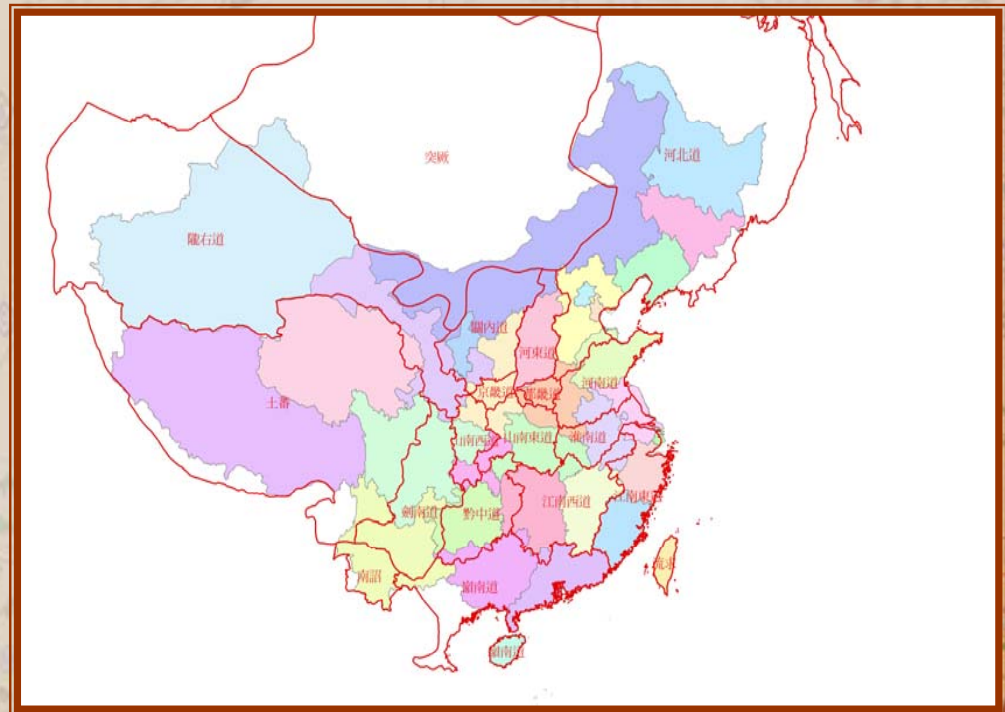 突厥
河北道
隴右道
關內道
河東道
河南道
京畿道
都畿道
土番
山南西道
山南東道
淮南道
江南西道
江南東道
劍南道
黔中道
南詔
嶺南道
流求
嶺南道